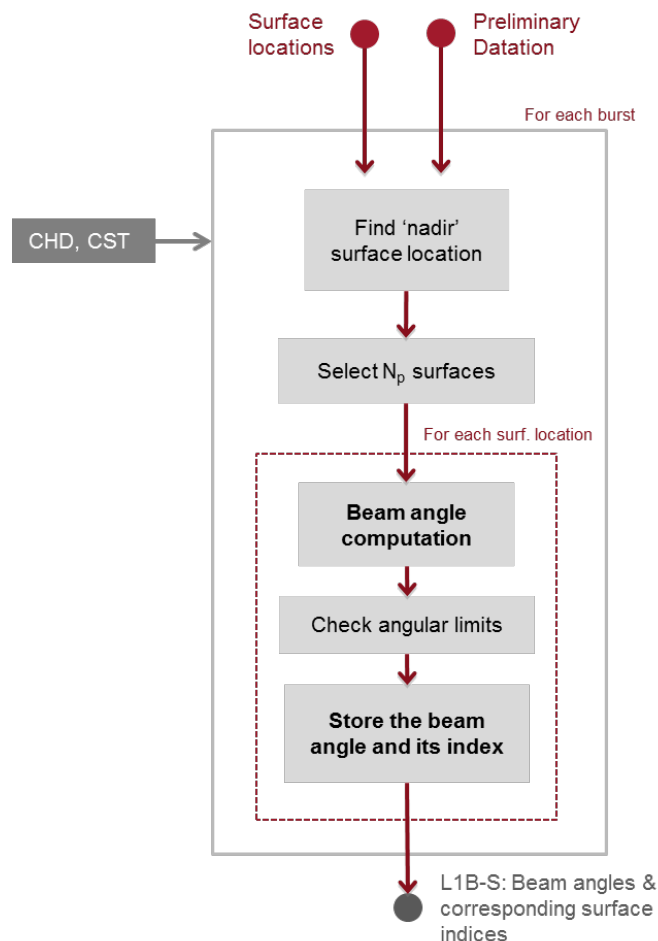 Surface
locations
Preliminary
Datation
For each burst
CHD, CST
Find ‘nadir’
surface location
Select Np surfaces
For each surf. location
Beam angle
computation
Check angular limits
Store the beam
angle and its index
L1B-S: Beam angles &
corresponding surface
indices